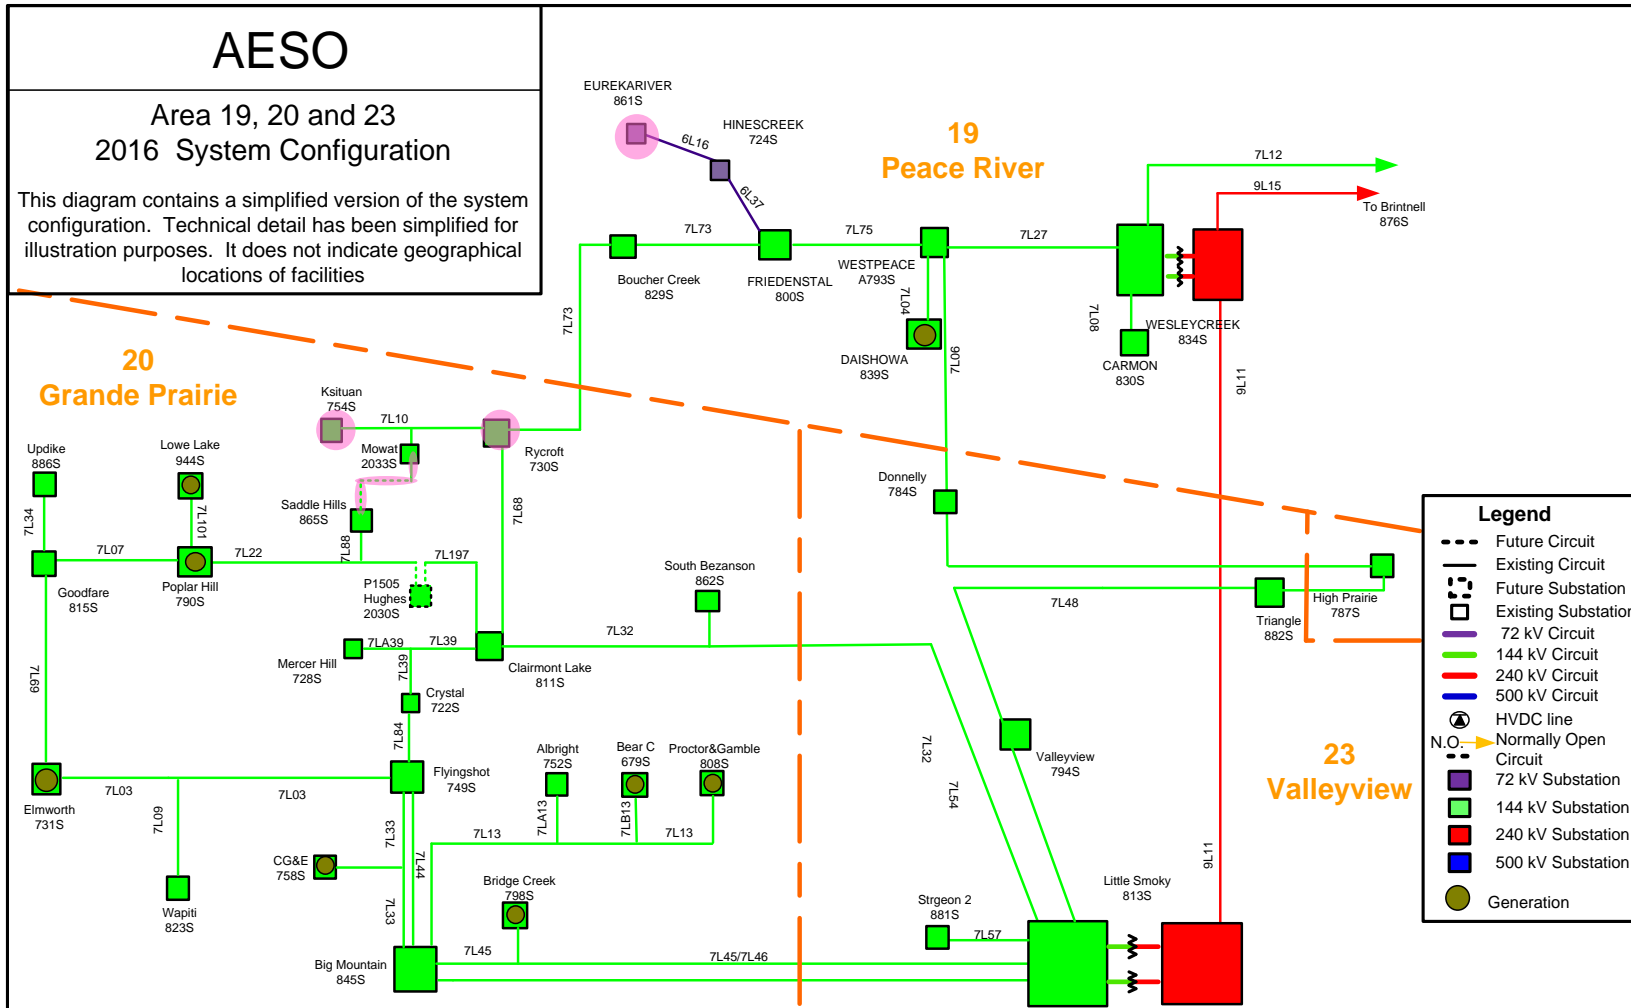 AESO
Area 19, 20 and 23
2016 System Configuration
This diagram contains a simplified version of the system
configuration. Technical detail has been simplified for
illustration purposes. It does not indicate geographical
locations of facilities
EUREKARIVER
861S
6L16
HINESCREEK
724S
6L37
19
Peace River
7L12
9L15
To Brintnell
876S
7L73
7L75
7L27
Boucher Creek
829S
FRIEDENSTAL
800S
WESTPEACE
A793S
7L04
DAISHOWA
839S
7L06
7L08
WESLEYCREEK
834S
CARMON
830S
9L11
7L73
20
Grande Prairie
Ksituan
754S
7L10
Mowat
2033S
Rycroft
730S
Updike
886S
Lowe Lake
944S
Saddle Hills
865S
7L68
Donnelly
784S
7L34
7L101
7L07
7L22
7L88
7L197
Goodfare
815S
Poplar Hill
790S
P1505
Hughes
2030S
South Bezanson
862S
7L48
Triangle
882S
High Prairie
787S
7L32
7LA39
7L39
7L39
Mercer Hill
728S
Clairmont Lake
811S
7L69
Crystal
722S
7L84
7L32
7L54
Valleyview
794S
23
Valleyview
Albright
752S
Bear C
679S
Proctor&Gamble
808S
Flyingshot
749S
Elmworth
731S
7L03
7L03
7L09
7L33
7L44
7L13
7LA13
7LB13
7L13
CG&E
758S
Wapiti
823S
7L33
Bridge Creek
798S
9L11
Little Smoky
813S
Strgeon 2
881S
7L57
Big Mountain
845S
7L45
7L45/7L46
Legend
Future Circuit
Existing Circuit
Future Substation
Existing Substation
72 kV Circuit
144 kV Circuit
240 kV Circuit
500 kV Circuit
HVDC line
N.O.
Normally Open
Circuit
72 kV Substation
144 kV Substation
240 kV Substation
500 kV Substation
Generation